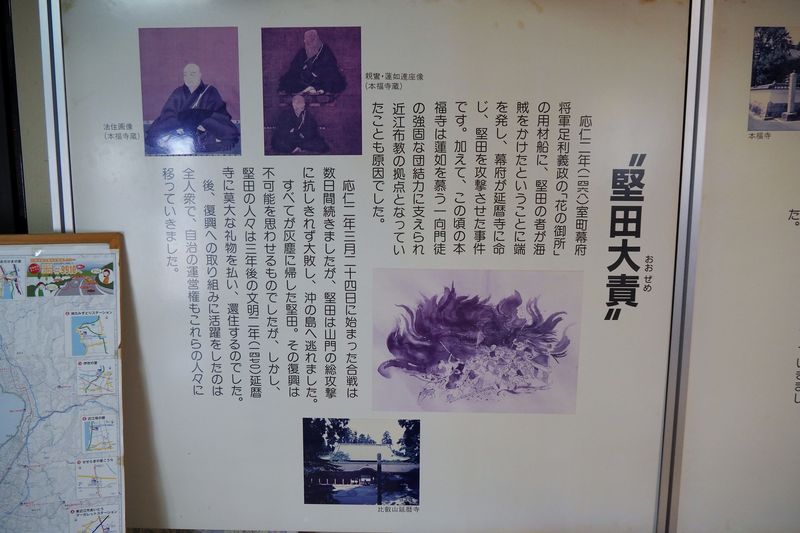 “堅田大責”
おおぜめ
応仁二年(一四六八)室町幕府
将軍足利義政の「花の御所」
の用材船に、堅田の者が海
賊をかけたということに端
を発し、幕府が延暦寺に命
じ、堅田を攻撃させた事件
です。加えて、この頃の本
福寺は蓮如を慕う一向門徒
の強固な団結力に支えられ
近江布教の拠点となってい
たことも原因でした。
応仁二年三月二十四日に始まった合戦は
数日間続きましたが、堅田は山門の総攻撃
に抗しきれず大敗し、沖の島へ逃れました。
すべてが灰塵に帰した堅田。その復興は
不可能を思わせるものでしたが、しかし、
堅田の人々は三年後の文明二年(一四七〇)延暦
寺に莫大な礼物を払い、還住するのでした。
後、復興への取り組みに活躍をしたのは
全人衆で、自治の運営権もこれらの人々に
移っていきました。
親鸞・蓮如連座像
(本福寺蔵)
法住画像
(本福寺蔵)
比叡山延暦寺
本福寺
た。